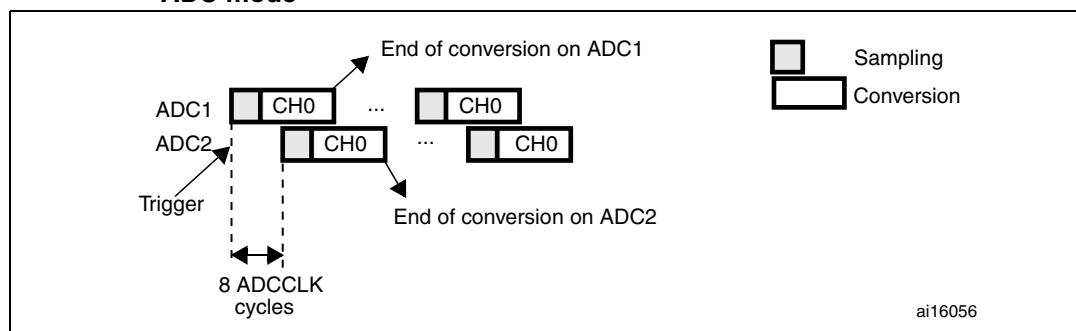 ADC mode
End of conversion on ADC1
Sampling
Conversion
ADC1 CH0 ... CH0
ADC2 CH0 ... CH0
Trigger
End of conversion on ADC2
8 ADCCLK
cycles
ai16056